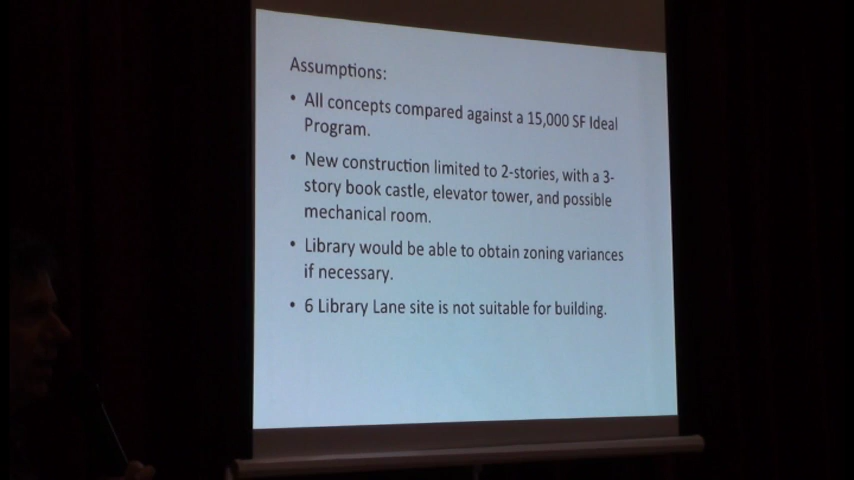 Assumptions:
• All concepts compared against a 15,000 SF Ideal
Program.
• New construction limited to 2-stories, with a 3-
story book castle, elevator tower, and possible
mechanical room.
• Library would be able to obtain zoning variances
if necessary.
• 6 Library Lane site is not suitable for building.